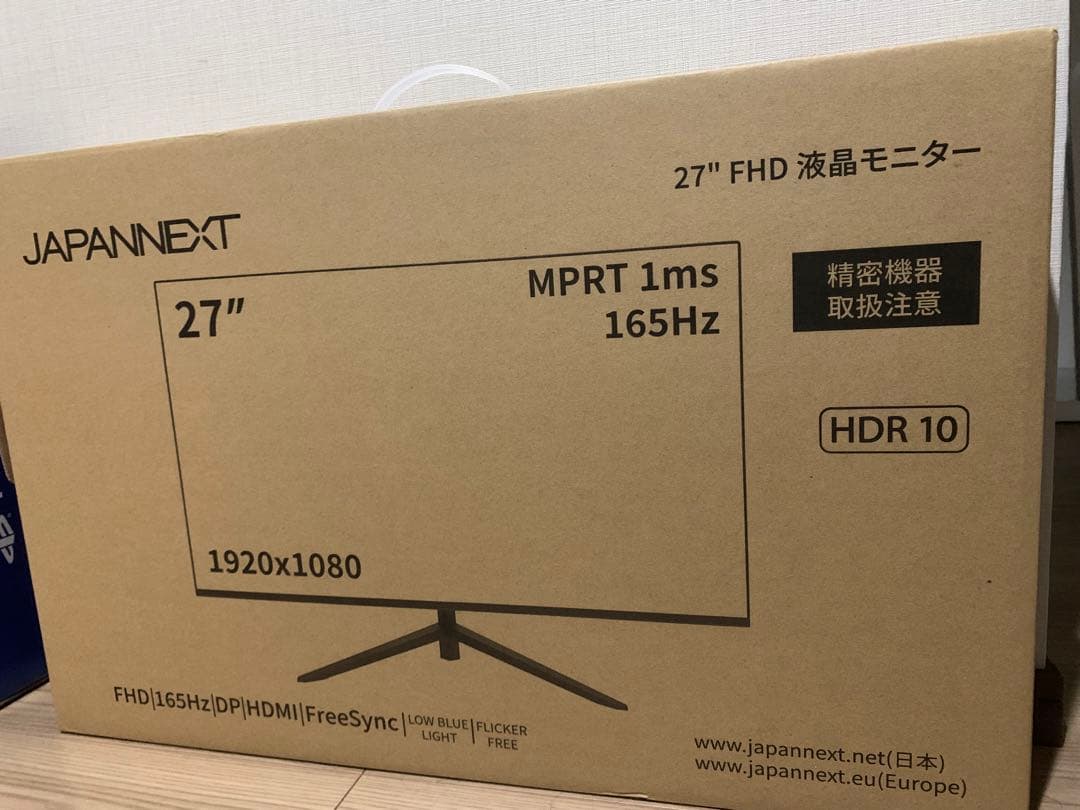 27" FHD 液晶モニター
JAPANNEXT
精密機器
取扱注意
27"
MPRT 1ms
165Hz
HDR 10
1920x1080
FHD|165Hz|DP|HDMI|FreeSync|LOW BLUE LIGHT|FLICKER FREE
www.japannext.net(日本)
www.japannext.eu(Europe)